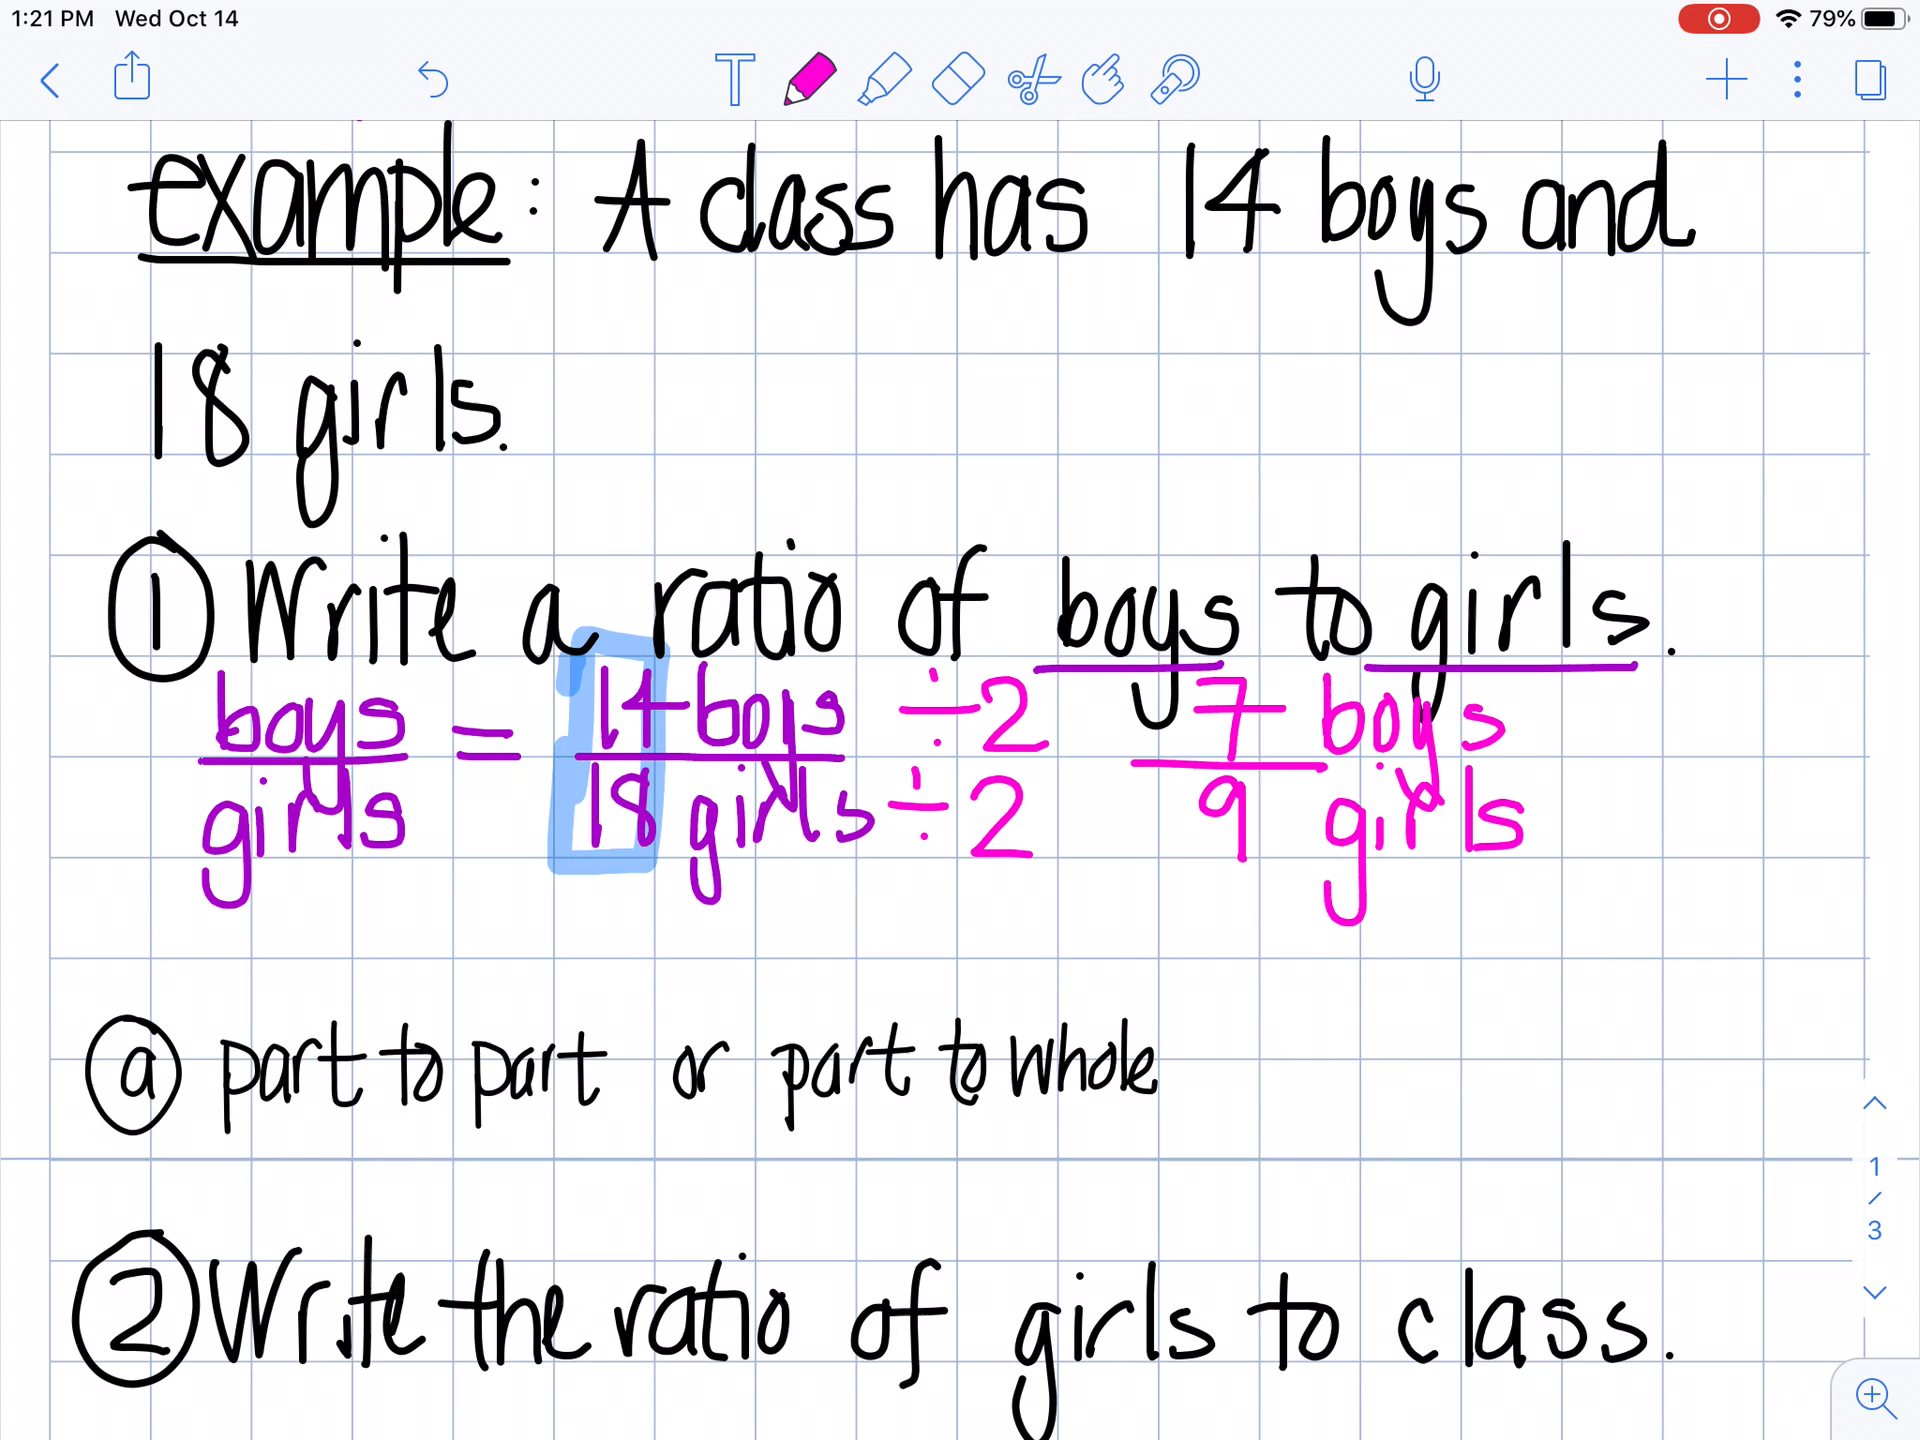 1:21 PM Wed Oct 14 79%
T
example: A class has 14 boys and
18 girls.
1 Write a ratio of boys to girls.
boys = 14 boys ÷2 7 boys
girls 18 girls ÷2 9 girls
a part to part or part to whole
1
/
3
2 Write the ratio of girls to class.